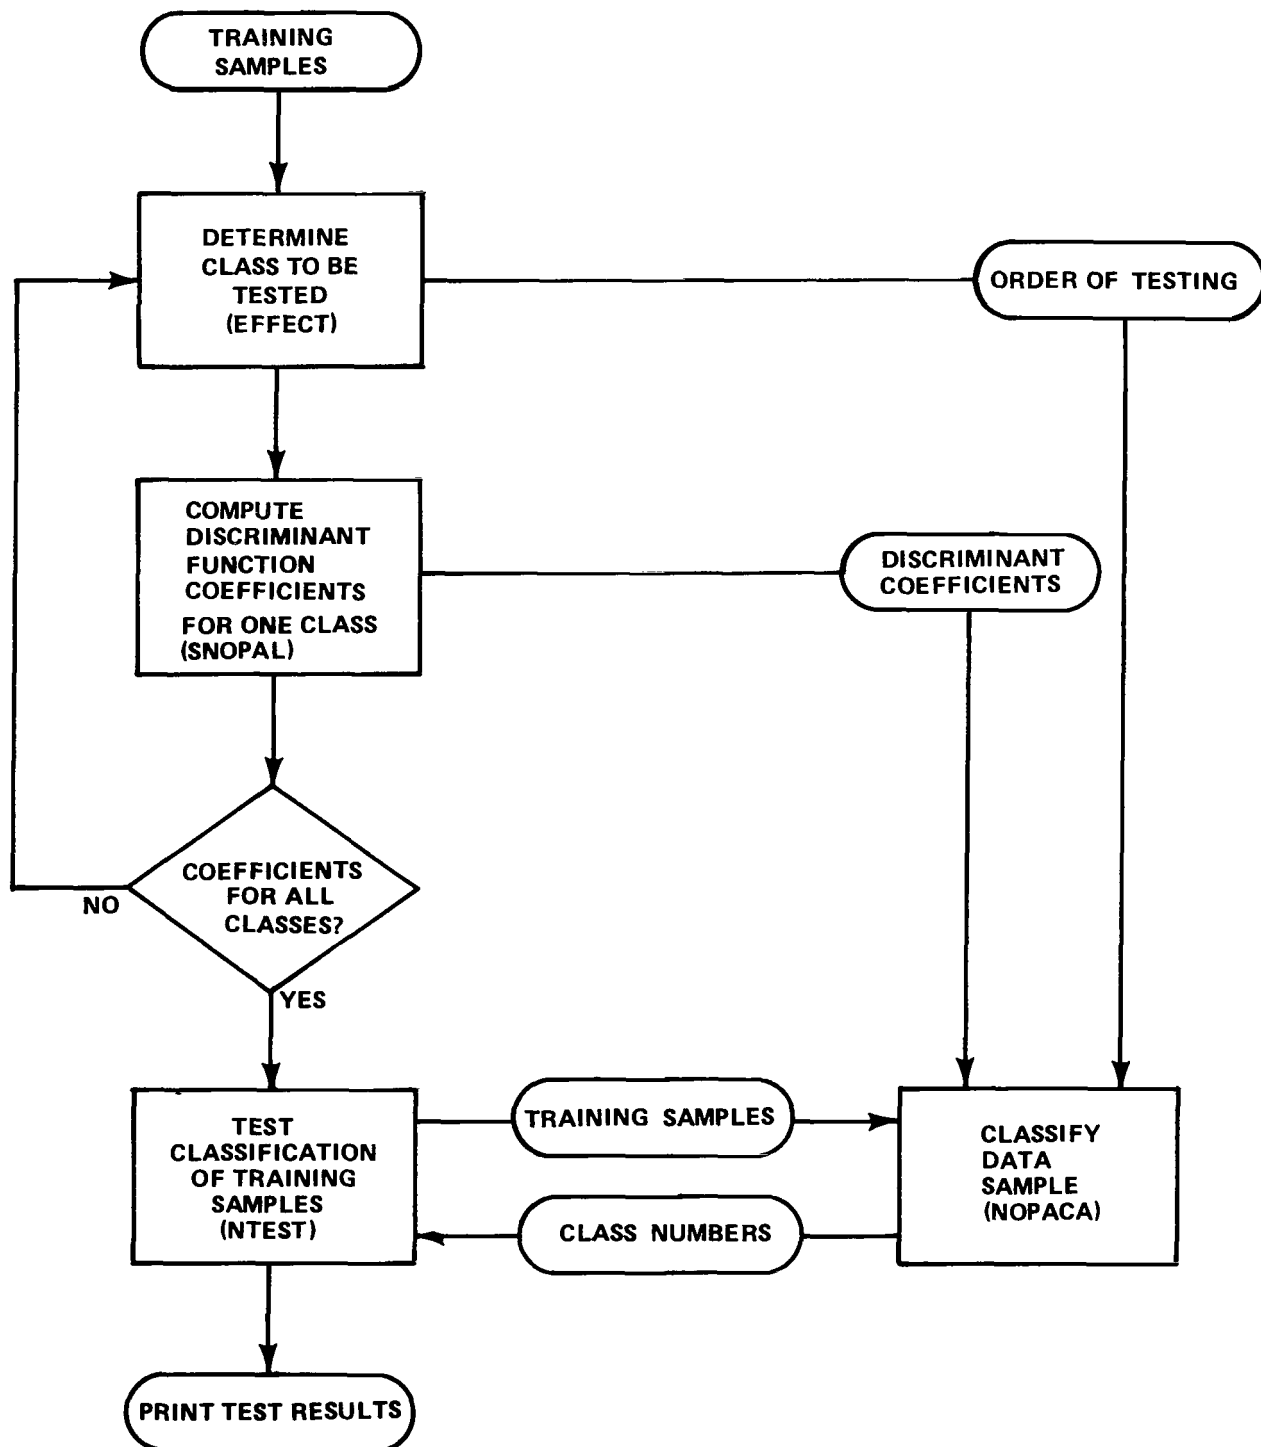 TRAINING
SAMPLES
DETERMINE
CLASS TO BE
TESTED
(EFFECT)
ORDER OF TESTING
COMPUTE
DISCRIMINANT
FUNCTION
COEFFICIENTS
FOR ONE CLASS
(SNOPAL)
DISCRIMINANT
COEFFICIENTS
COEFFICIENTS
FOR ALL
CLASSES?
NO
YES
TEST
CLASSIFICATION
OF TRAINING
SAMPLES
(NTEST)
TRAINING SAMPLES
CLASS NUMBERS
CLASSIFY
DATA
SAMPLE
(NOPACA)
PRINT TEST RESULTS